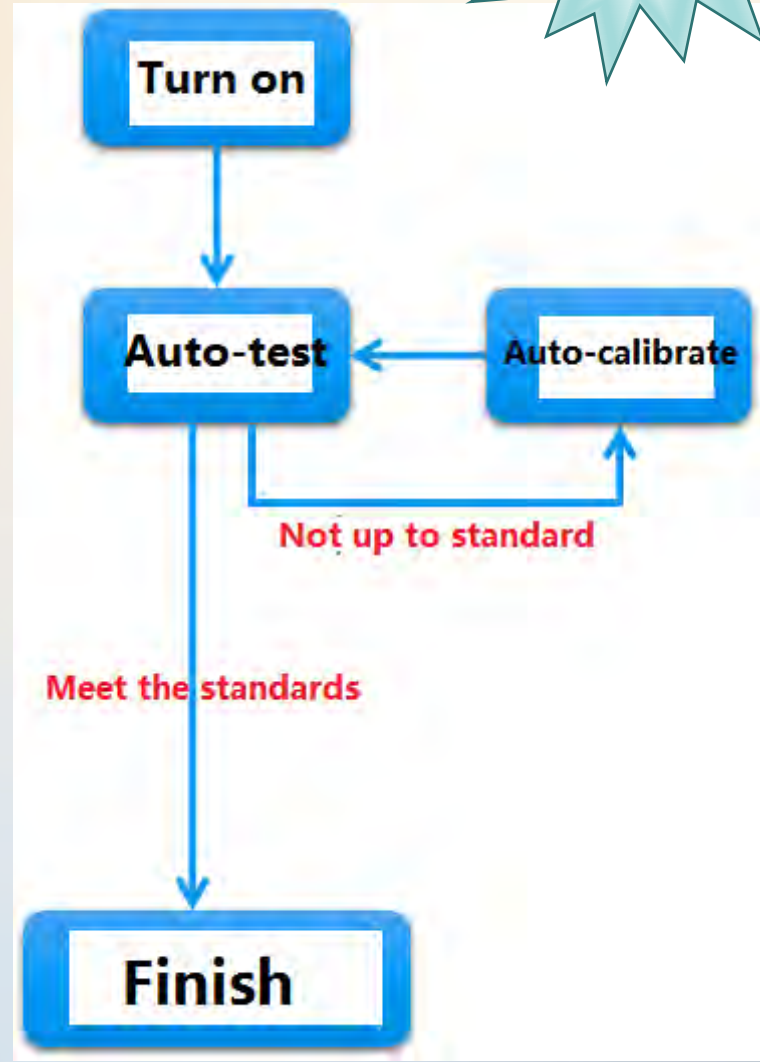 Turn on
Auto-test
Auto-calibrate
Not up to standard
Meet the standards
Finish